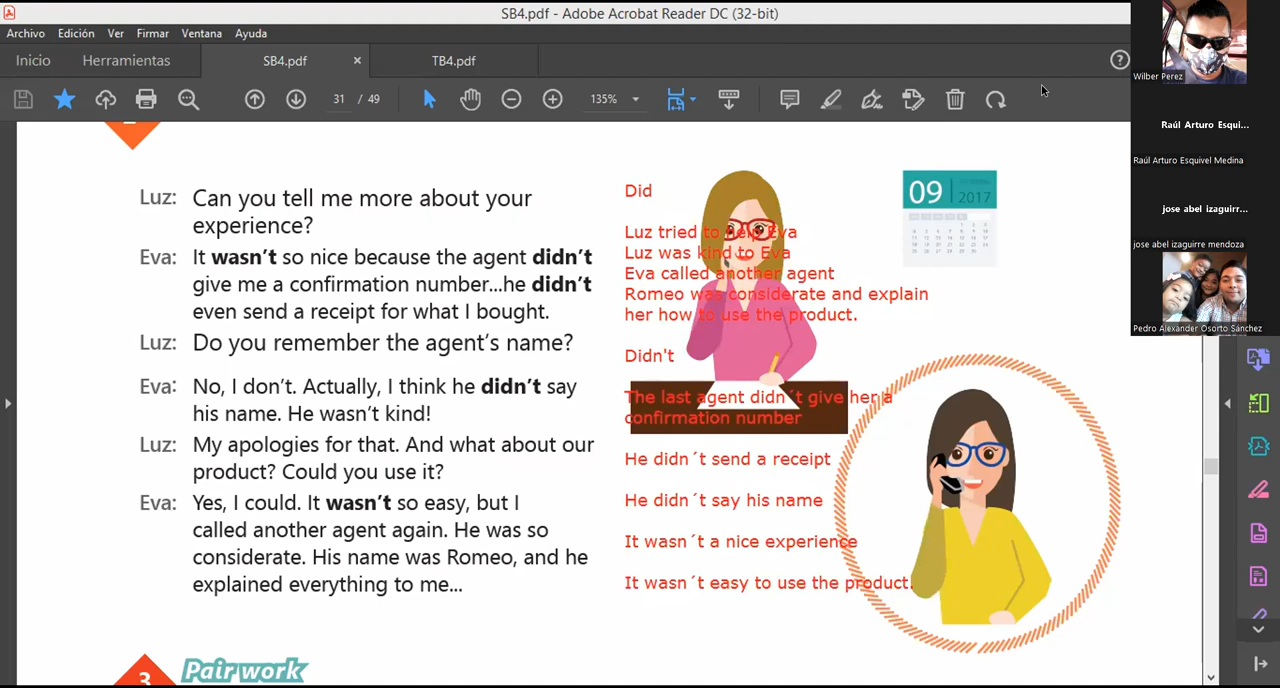 SB4.pdf - Adobe Acrobat Reader DC (32-bit)
Archivo Edición Ver Firmar Ventana Ayuda
Inicio Herramientas SB4.pdf × TB4.pdf
31 / 49 135%
Luz: Can you tell me more about your
experience?
Eva: It wasn't so nice because the agent didn't
give me a confirmation number...he didn't
even send a receipt for what I bought.
Luz: Do you remember the agent's name?
Eva: No, I don't. Actually, I think he didn't say
his name. He wasn't kind!
Luz: My apologies for that. And what about our
product? Could you use it?
Eva: Yes, I could. It wasn't so easy, but I
called another agent again. He was so
considerate. His name was Romeo, and he
explained everything to me...
3 Pair work
Did
Luz tried to help Eva
Luz was kind to Eva
Eva called another agent
Romeo was considerate and explain
her how to use the product.
Didn't
The last agent didn´t give her a
confirmation number
He didn´t send a receipt
He didn´t say his name
It wasn´t a nice experience
It wasn´t easy to use the product.
09 2017
Wilber Perez
Raúl Arturo Esqui...
Raúl Arturo Esquivel Medina
jose abel izaguirr...
jose abel izaguirre mendoza
Pedro Alexander Osorto Sánchez